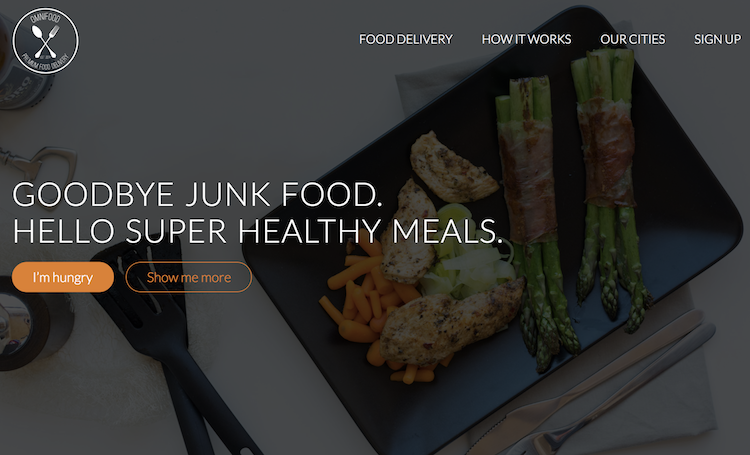 OMNIFOOD
PREMIUM FOOD DELIVERY
FOOD DELIVERY
HOW IT WORKS
OUR CITIES
SIGN UP
GOODBYE JUNK FOOD.
HELLO SUPER HEALTHY MEALS.
I'm hungry
Show me more